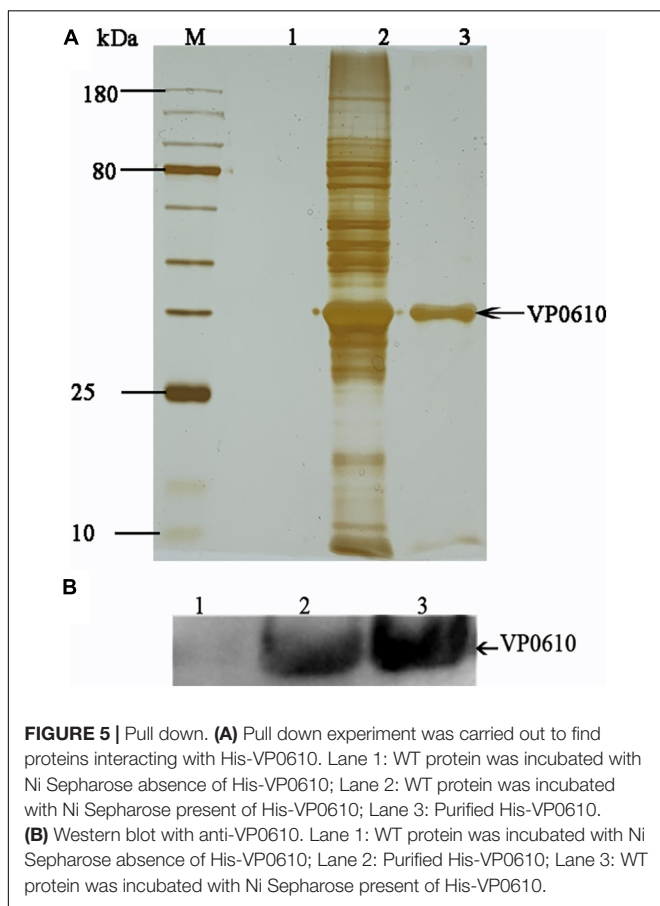 A kDa M 1 2 3
180
80
VP0610
25
10
B
1 2 3
VP0610
FIGURE 5 | Pull down. (A) Pull down experiment was carried out to find
proteins interacting with His-VP0610. Lane 1: WT protein was incubated with
Ni Sepharose absence of His-VP0610; Lane 2: WT protein was incubated
with Ni Sepharose present of His-VP0610; Lane 3: Purified His-VP0610.
(B) Western blot with anti-VP0610. Lane 1: WT protein was incubated with Ni
Sepharose absence of His-VP0610; Lane 2: Purified His-VP0610; Lane 3: WT
protein was incubated with Ni Sepharose present of His-VP0610.